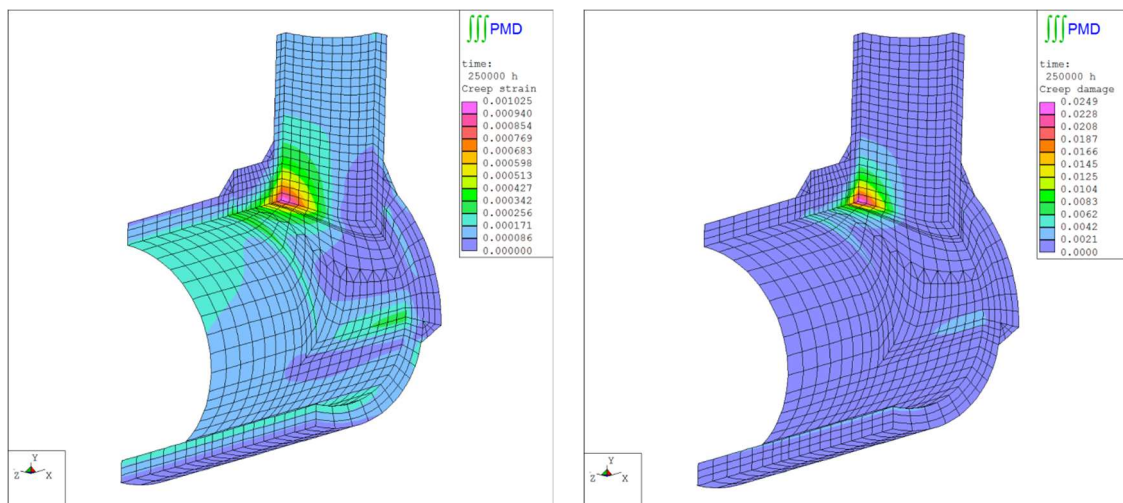 ∫∫∫ PMD
time:
250000 h
Creep strain
0.001025
0.000940
0.000854
0.000769
0.000683
0.000598
0.000513
0.000427
0.000342
0.000256
0.000171
0.000086
0.000000
Y
Z X
∫∫∫ PMD
time:
250000 h
Creep damage
0.0249
0.0228
0.0208
0.0187
0.0166
0.0145
0.0125
0.0104
0.0083
0.0062
0.0042
0.0021
0.0000
Y
Z X